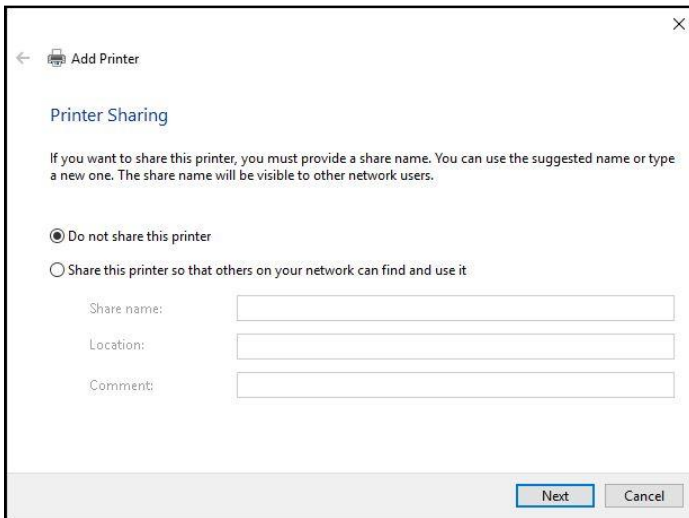 Add Printer
Printer Sharing
If you want to share this printer, you must provide a share name. You can use the suggested name or type
a new one. The share name will be visible to other network users.
Do not share this printer
Share this printer so that others on your network can find and use it
Share name:
Location:
Comment:
Next Cancel